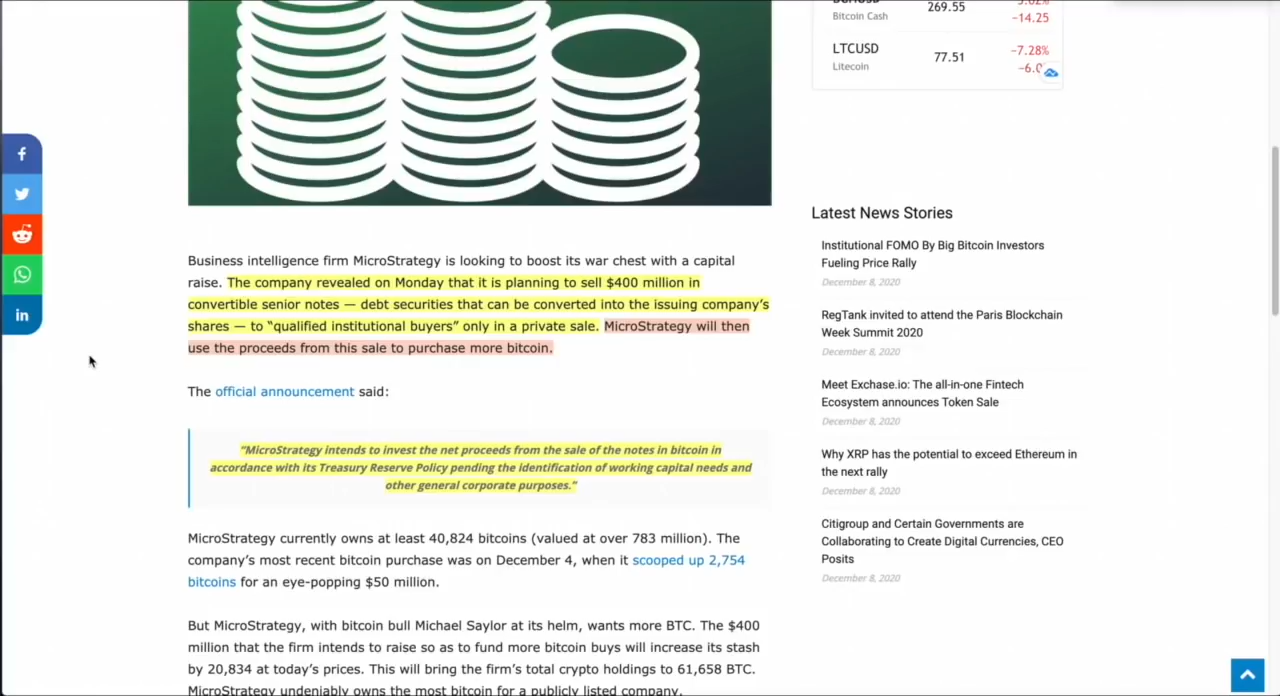 269.55
Bitcoin Cash
−14.25
LTCUSD
Litecoin
77.51
−7.28%
Business intelligence firm MicroStrategy is looking to boost its war chest with a capital
raise. The company revealed on Monday that it is planning to sell $400 million in
convertible senior notes — debt securities that can be converted into the issuing company’s
shares — to “qualified institutional buyers” only in a private sale. MicroStrategy will then
use the proceeds from this sale to purchase more bitcoin.
The official announcement said:
“MicroStrategy intends to invest the net proceeds from the sale of the notes in bitcoin in
accordance with its Treasury Reserve Policy pending the identification of working capital needs and
other general corporate purposes.”
MicroStrategy currently owns at least 40,824 bitcoins (valued at over 783 million). The
company’s most recent bitcoin purchase was on December 4, when it scooped up 2,754
bitcoins for an eye-popping $50 million.
But MicroStrategy, with bitcoin bull Michael Saylor at its helm, wants more BTC. The $400
million that the firm intends to raise so as to fund more bitcoin buys will increase its stash
by 20,834 at today’s prices. This will bring the firm’s total crypto holdings to 61,658 BTC.
MicroStrategy undeniably owns the most bitcoin for a publicly listed company.
Latest News Stories
Institutional FOMO By Big Bitcoin Investors
Fueling Price Rally
December 8, 2020
RegTank invited to attend the Paris Blockchain
Week Summit 2020
December 8, 2020
Meet Exchase.io: The all-in-one Fintech
Ecosystem announces Token Sale
December 8, 2020
Why XRP has the potential to exceed Ethereum in
the next rally
December 8, 2020
Citigroup and Certain Governments are
Collaborating to Create Digital Currencies, CEO
Posits
December 8, 2020